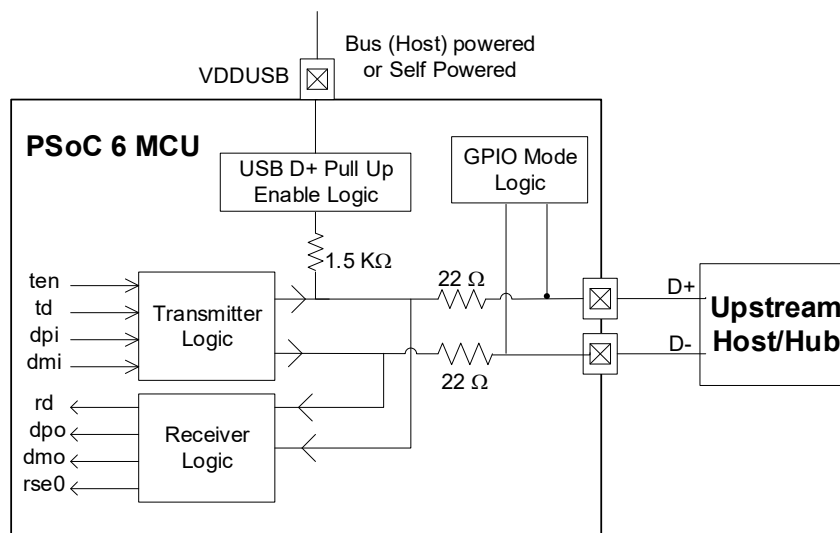 Bus (Host) powered
or Self Powered
VDDUSB
PSoC 6 MCU
USB D+ Pull Up
Enable Logic
GPIO Mode
Logic
1.5 KΩ
ten
td
dpi
dmi
Transmitter
Logic
22 Ω
22 Ω
D+
D-
Upstream
Host/Hub
rd
dpo
dmo
rse0
Receiver
Logic